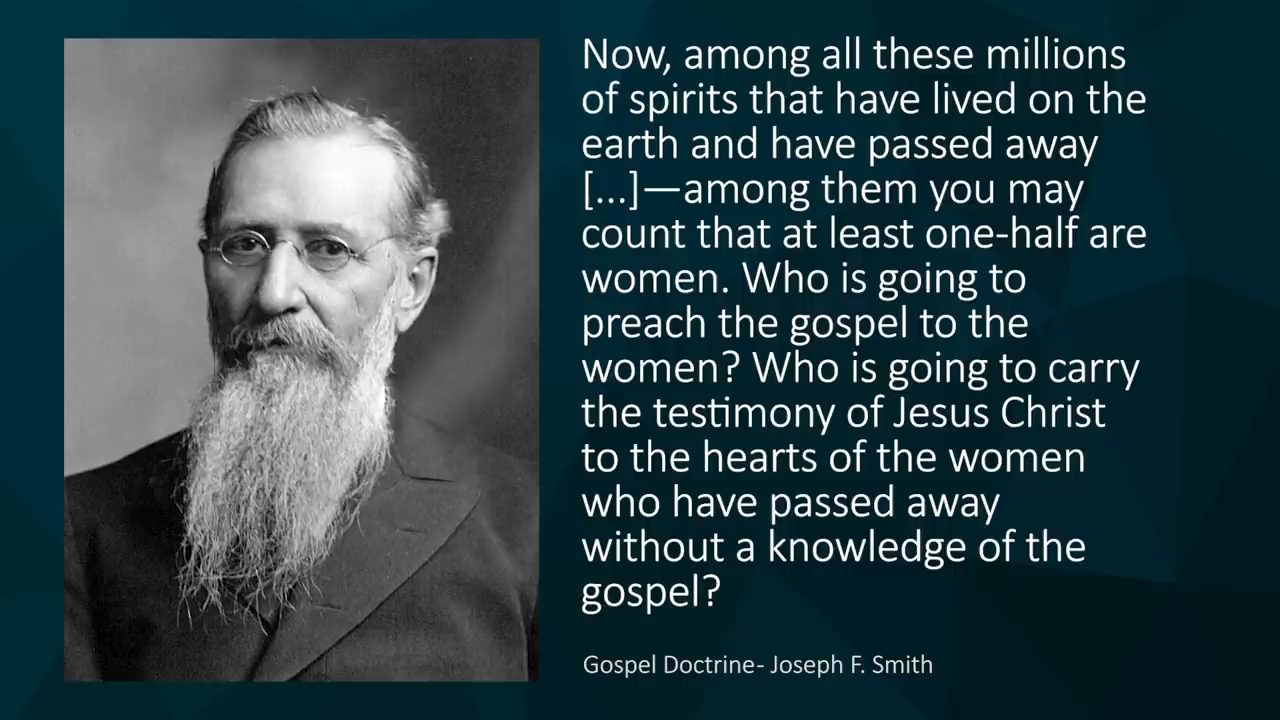 Now, among all these millions
of spirits that have lived on the
earth and have passed away
[...]—among them you may
count that at least one-half are
women. Who is going to
preach the gospel to the
women? Who is going to carry
the testimony of Jesus Christ
to the hearts of the women
who have passed away
without a knowledge of the
gospel?
Gospel Doctrine- Joseph F. Smith